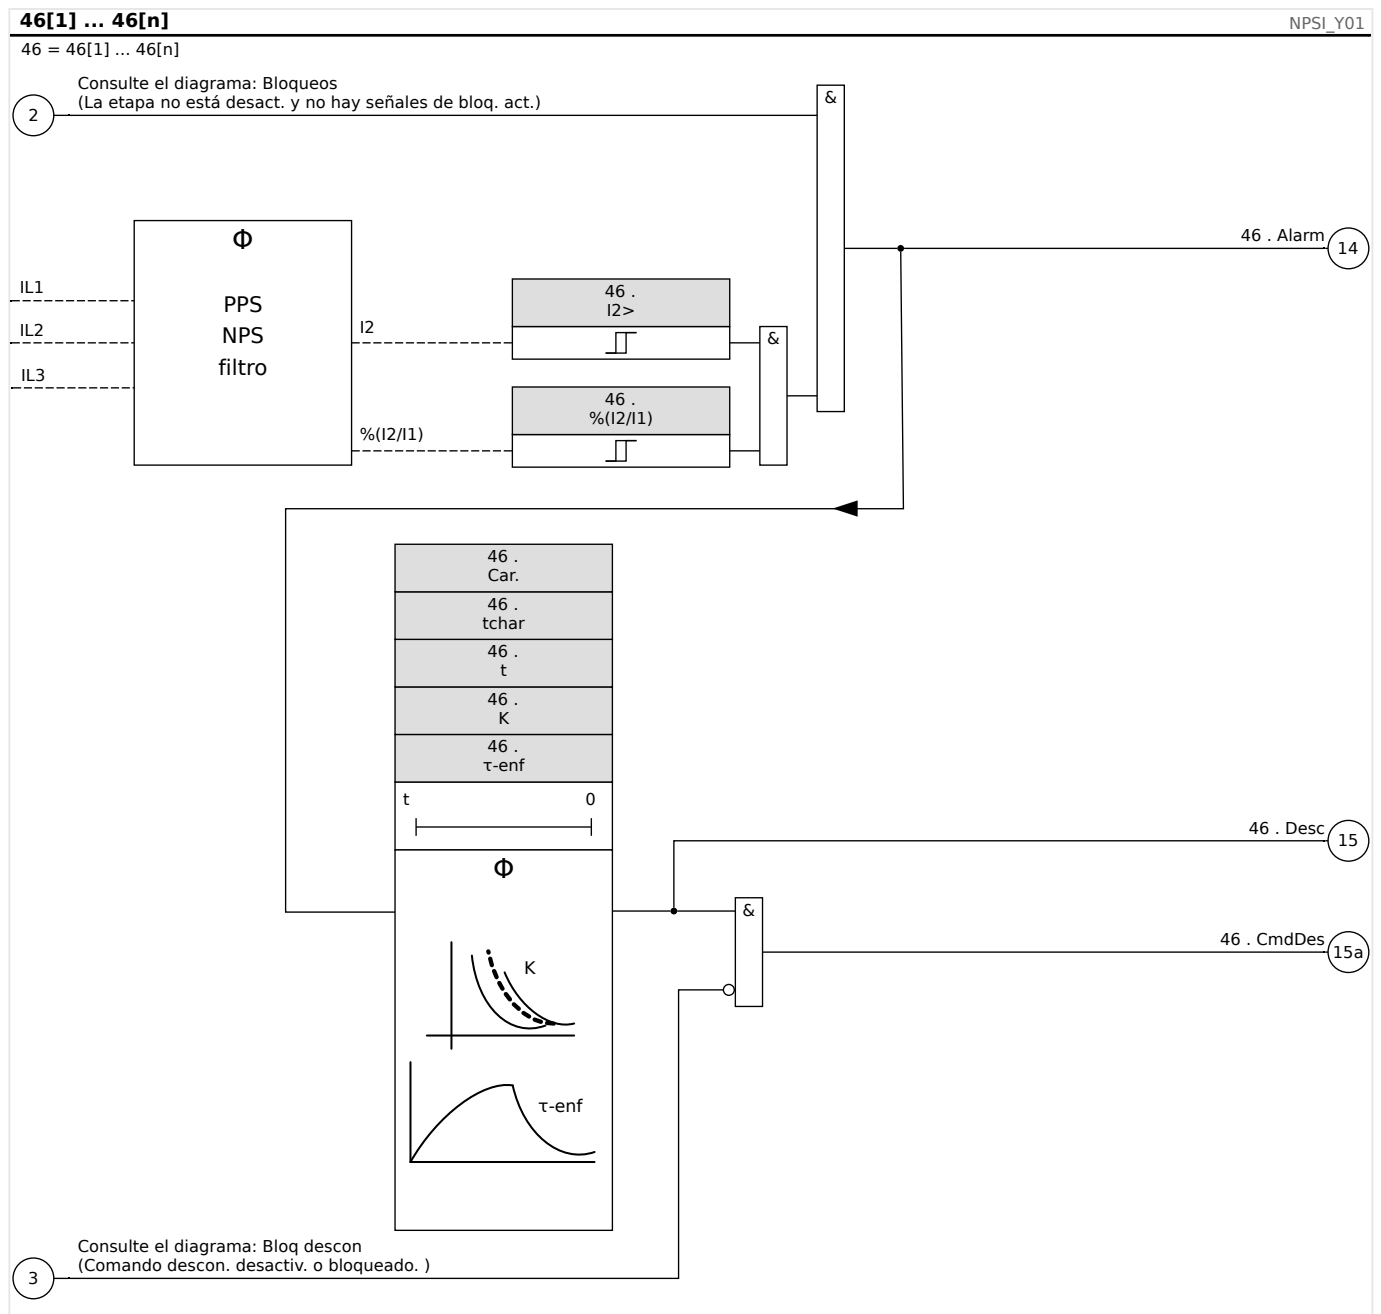 46[1] ... 46[n]
NPSI_Y01
46 = 46[1] ... 46[n]
Consulte el diagrama: Bloqueos
(La etapa no está desact. y no hay señales de bloq. act.)
2
&
Φ
PPS
NPS
filtro
IL1
IL2
IL3
I2
%(I2/I1)
46 .
I2>
46 .
%(I2/I1)
&
46 . Alarm
14
46 .
Car.
46 .
tchar
46 .
t
46 .
K
46 .
τ-enf
t 0
Φ
K
τ-enf
46 . Desc
15
&
46 . CmdDes
15a
Consulte el diagrama: Bloq descon
(Comando descon. desactiv. o bloqueado. )
3